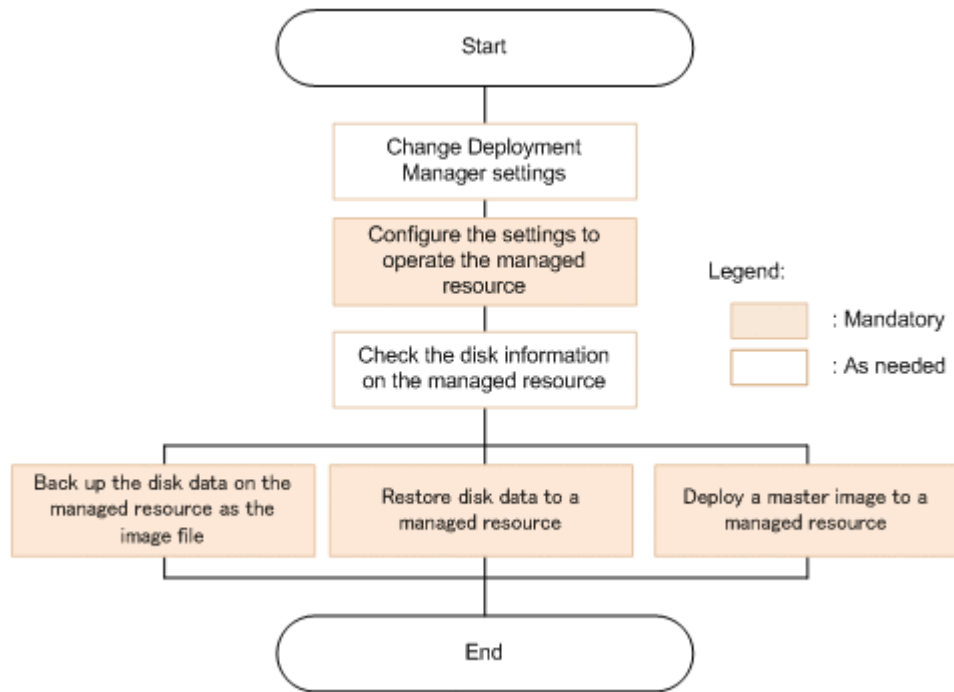 Start
Change Deployment
Manager settings
Configure the settings to
operate the managed
resource
Legend:
: Mandatory
Check the disk information
on the managed resource
: As needed
Back up the disk data on the
managed resource as the
image file
Restore disk data to a
managed resource
Deploy a master image to a
managed resource
End